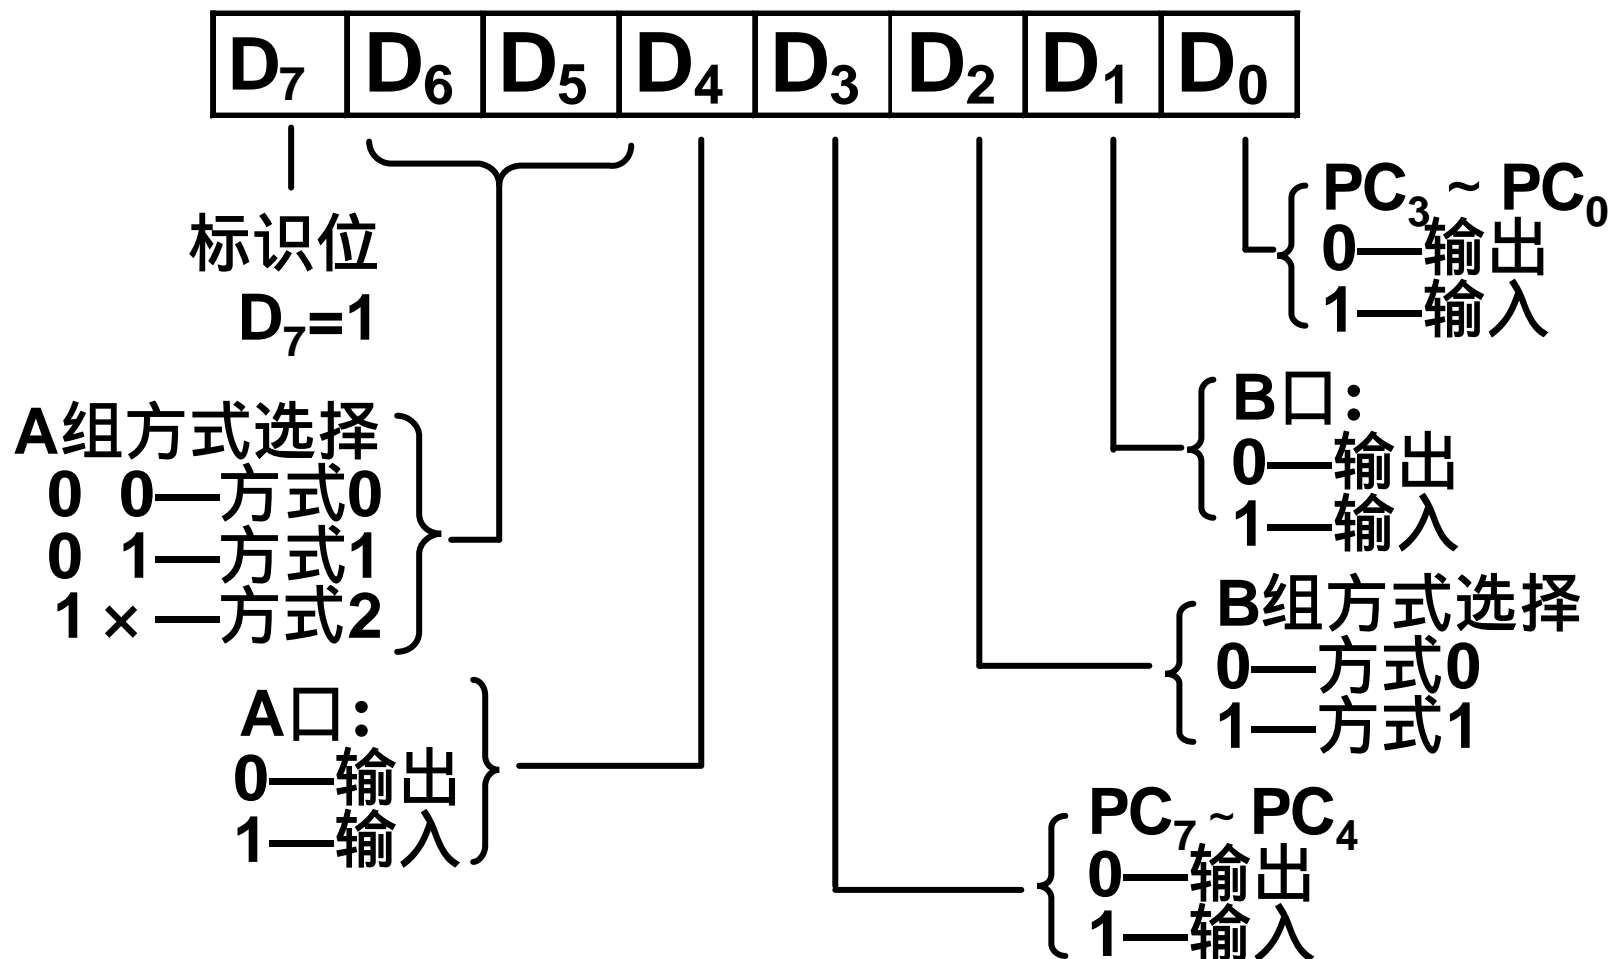 D7 D6 D5 D4 D3 D2 D1 D0
标识位
D7=1
A组方式选择
0 0—方式0
0 1—方式1
1 × —方式2
A口:
0—输出
1—输入
PC3 ~ PC0
0—输出
1—输入
B口:
0—输出
1—输入
B组方式选择
0—方式0
1—方式1
PC7 ~ PC4
0—输出
1—输入